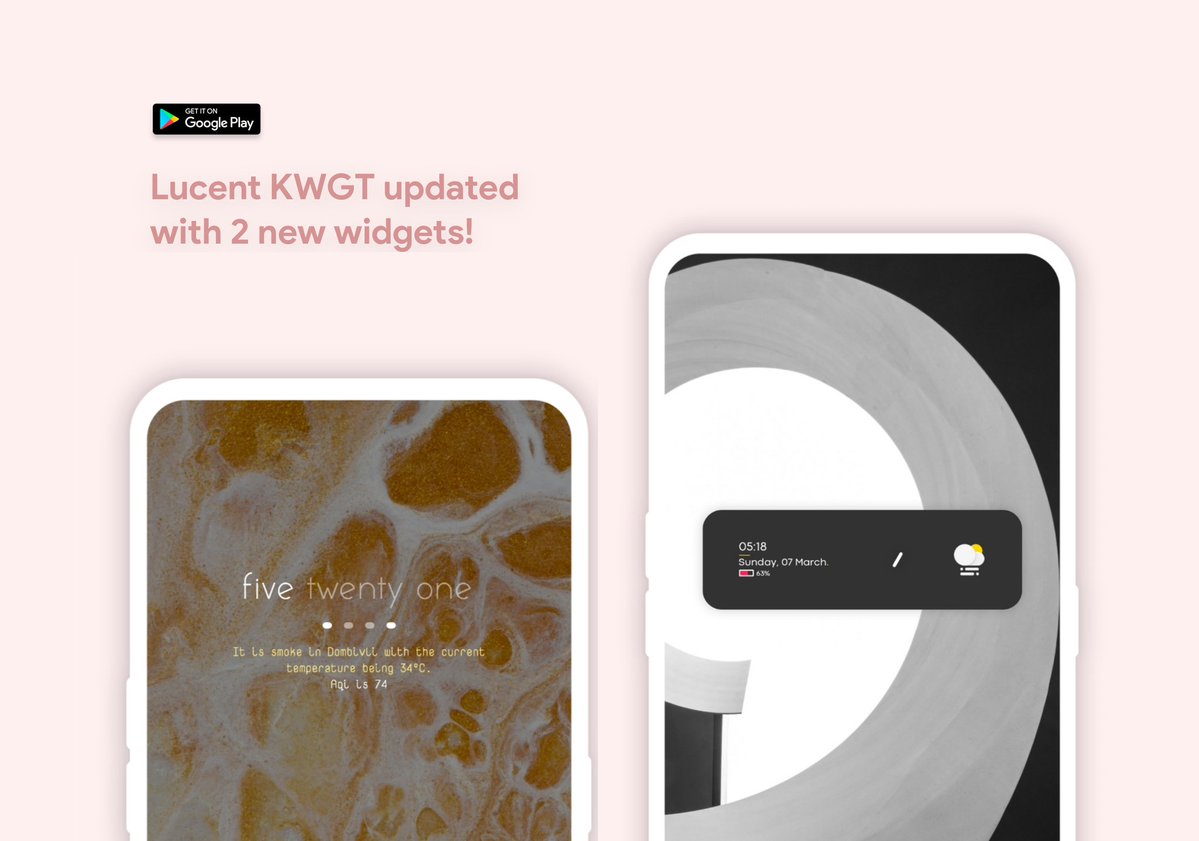 GET IT ON
Google Play
Lucent KWGT updated
with 2 new widgets!
five twenty one
It is smoke in Dombivli with the current
temperature being 34°C.
Aqi is 74
05:18
Sunday, 07 March.
63%